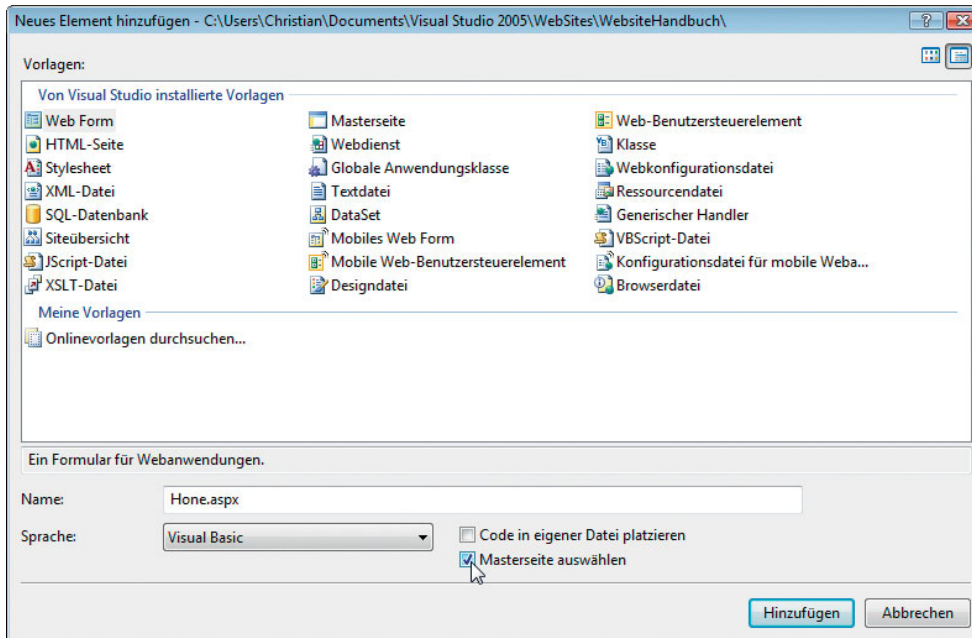 Neues Element hinzufügen - C:\Users\Christian\Documents\Visual Studio 2005\WebSites\WebsiteHandbuch\
Vorlagen:
Von Visual Studio installierte Vorlagen
Web Form Masterseite Web-Benutzersteuerelement
HTML-Seite Webdienst Klasse
Stylesheet Globale Anwendungsklasse Webkonfigurationsdatei
XML-Datei Textdatei Ressourcendatei
SQL-Datenbank DataSet Generischer Handler
Siteübersicht Mobiles Web Form VBScript-Datei
JScript-Datei Mobile Web-Benutzersteuerelement Konfigurationsdatei für mobile Weba...
XSLT-Datei Designdatei Browserdatei
Meine Vorlagen
Onlinevorlagen durchsuchen...
Ein Formular für Webanwendungen.
Name: Hone.aspx
Sprache: Visual Basic Code in eigener Datei platzieren
Masterseite auswählen
Hinzufügen Abbrechen